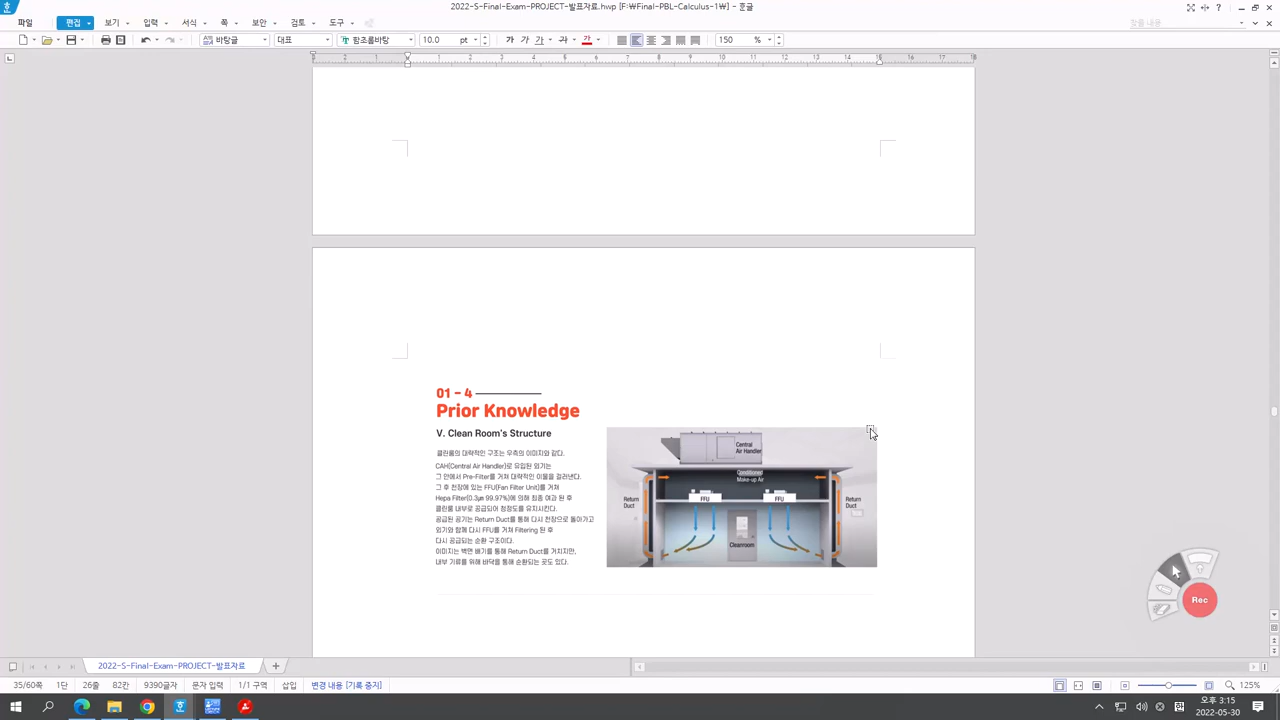 2022-S-Final-Exam-PROJECT-발표자료.hwp [F:₩Final-PBL-Calculus-1₩] - 한글
파일 편집 보기 입력 서식 쪽 보안 검토 도구 찾을 내용
바탕글 대표 함초롬바탕 10.0 pt 가 가 가 가 가 150 %
01 - 4
Prior Knowledge
V. Clean Room's Structure
클린룸의 대략적인 구조는 우측의 이미지와 같다.
CAH(Central Air Handler)로 유입된 외기는
그 안에서 Pre-Filter를 거쳐 대략적인 이물을 걸러낸다.
그 후 천장에 있는 FFU(Fan Filter Unit)를 거쳐
Hepa Filter(0.3㎛ 99.97%)에 의해 최종 여과 된 후
클린룸 내부로 공급되어 청정도를 유지시킨다.
공급된 공기는 Return Duct를 통해 다시 천장으로 돌아가고
외기와 함께 다시 FFU를 거쳐 Filtering 된 후
다시 공급되는 순환 구조이다.
이미지는 벽면 배기를 통해 Return Duct를 거치지만,
내부 기류를 위해 바닥을 통해 순환되는 곳도 있다.
Central
Air Handler
Conditioned
Make-up Air
FFU FFU
Return
Duct
Return
Duct
Cleanroom
Rec
2022-S-Final-Exam-PROJECT-발표자료
35/60쪽 1단 26줄 82칸 9390글자 문자 입력 1/1 구역 삽입 변경 내용 [기록 중지] 125%
오후 3:15
2022-05-30